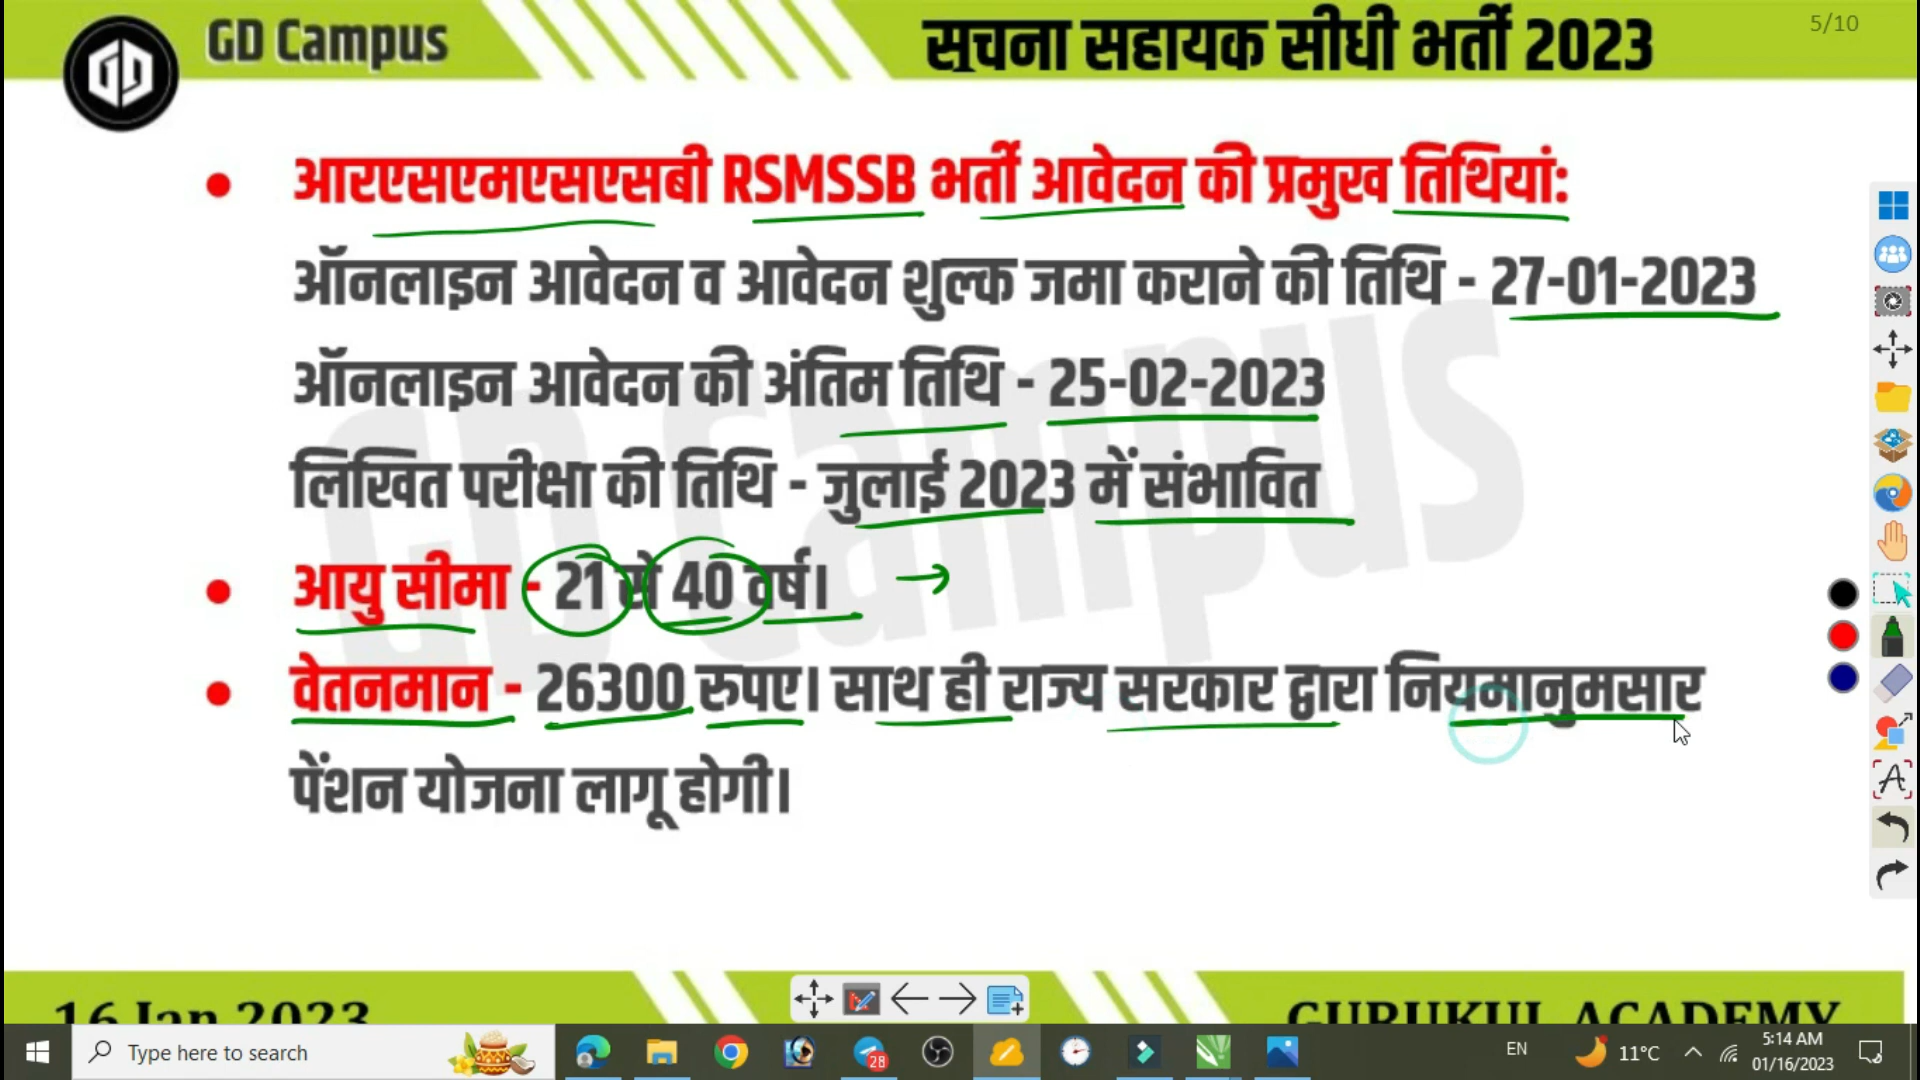 GD Campus
सूचना सहायक सीधी भर्ती 2023
5/10
आरएसएमएसएसबी RSMSSB भर्ती आवेदन की प्रमुख तिथियां:
ऑनलाइन आवेदन व आवेदन शुल्क जमा कराने की तिथि - 27-01-2023
ऑनलाइन आवेदन की अंतिम तिथि - 25-02-2023
लिखित परीक्षा की तिथि - जुलाई 2023 में संभावित
आयु सीमा - 21 से 40 वर्ष।
वेतनमान - 26300 रुपए। साथ ही राज्य सरकार द्वारा नियमानुमसार
पेंशन योजना लागू होगी।
GD Campus
16 Jan 2023
GURUKUL ACADEMY
Type here to search
28
EN
11°C
5:14 AM
01/16/2023